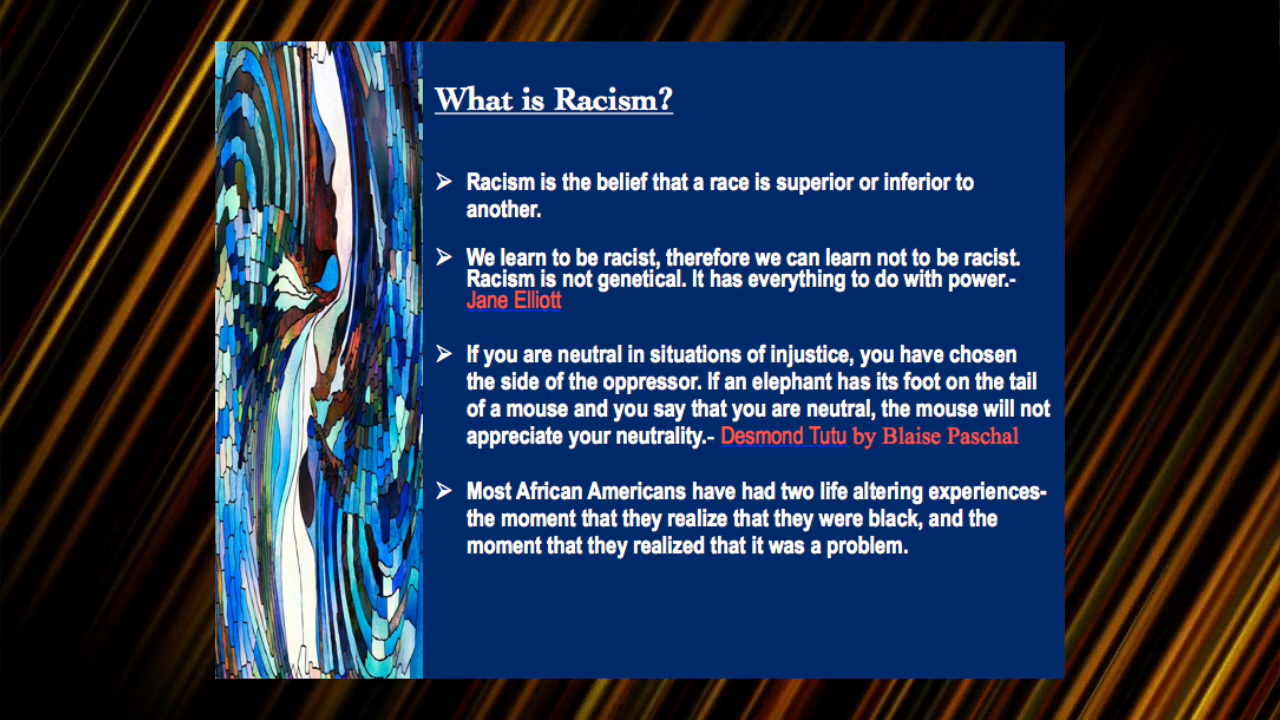 What is Racism?
➢ Racism is the belief that a race is superior or inferior to
another.
➢ We learn to be racist, therefore we can learn not to be racist.
Racism is not genetical. It has everything to do with power.-
Jane Elliott
➢ If you are neutral in situations of injustice, you have chosen
the side of the oppressor. If an elephant has its foot on the tail
of a mouse and you say that you are neutral, the mouse will not
appreciate your neutrality.- Desmond Tutu by Blaise Paschal
➢ Most African Americans have had two life altering experiences-
the moment that they realize that they were black, and the
moment that they realized that it was a problem.